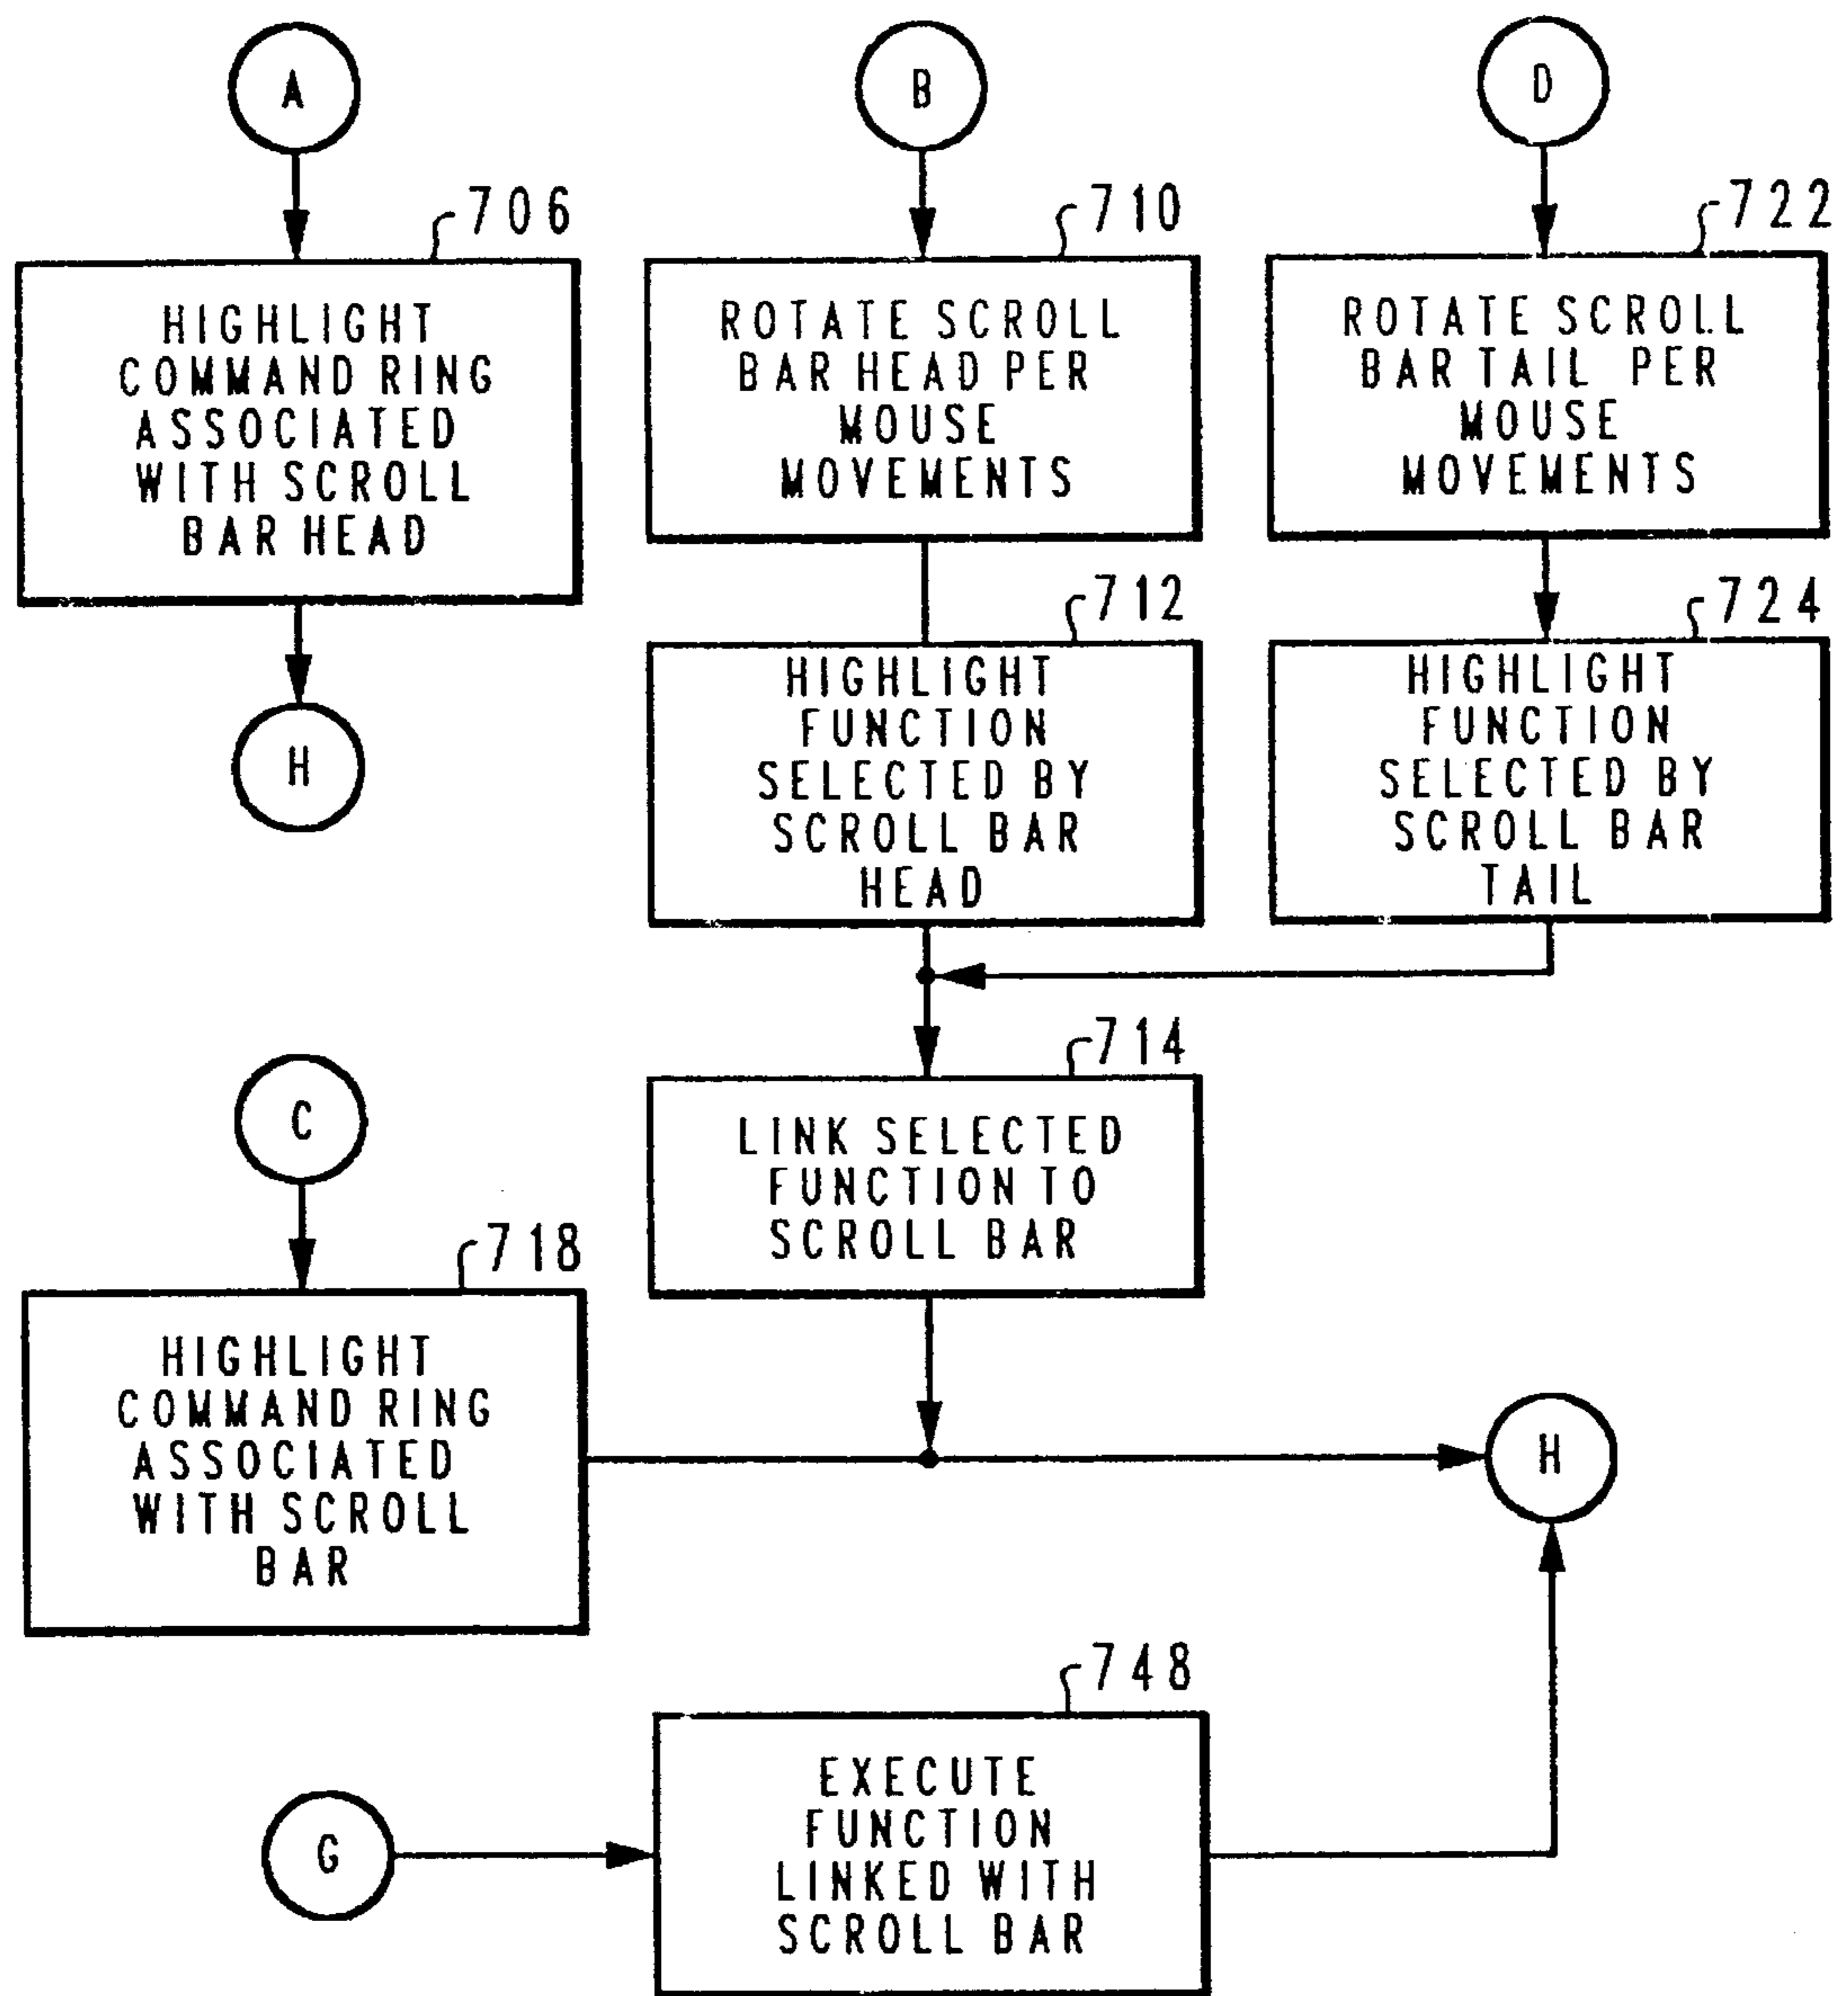 A
706
HIGHLIGHT
COMMAND RING
ASSOCIATED
WITH SCROLL
BAR HEAD
H
B
710
ROTATE SCROLL
BAR HEAD PER
MOUSE
MOVEMENTS
712
HIGHLIGHT
FUNCTION
SELECTED BY
SCROLL BAR
HEAD
D
722
ROTATE SCROLL
BAR TAIL PER
MOUSE
MOVEMENTS
724
HIGHLIGHT
FUNCTION
SELECTED BY
SCROLL BAR
TAIL
714
LINK SELECTED
FUNCTION TO
SCROLL BAR
C
718
HIGHLIGHT
COMMAND RING
ASSOCIATED
WITH SCROLL
BAR
H
G
748
EXECUTE
FUNCTION
LINKED WITH
SCROLL BAR